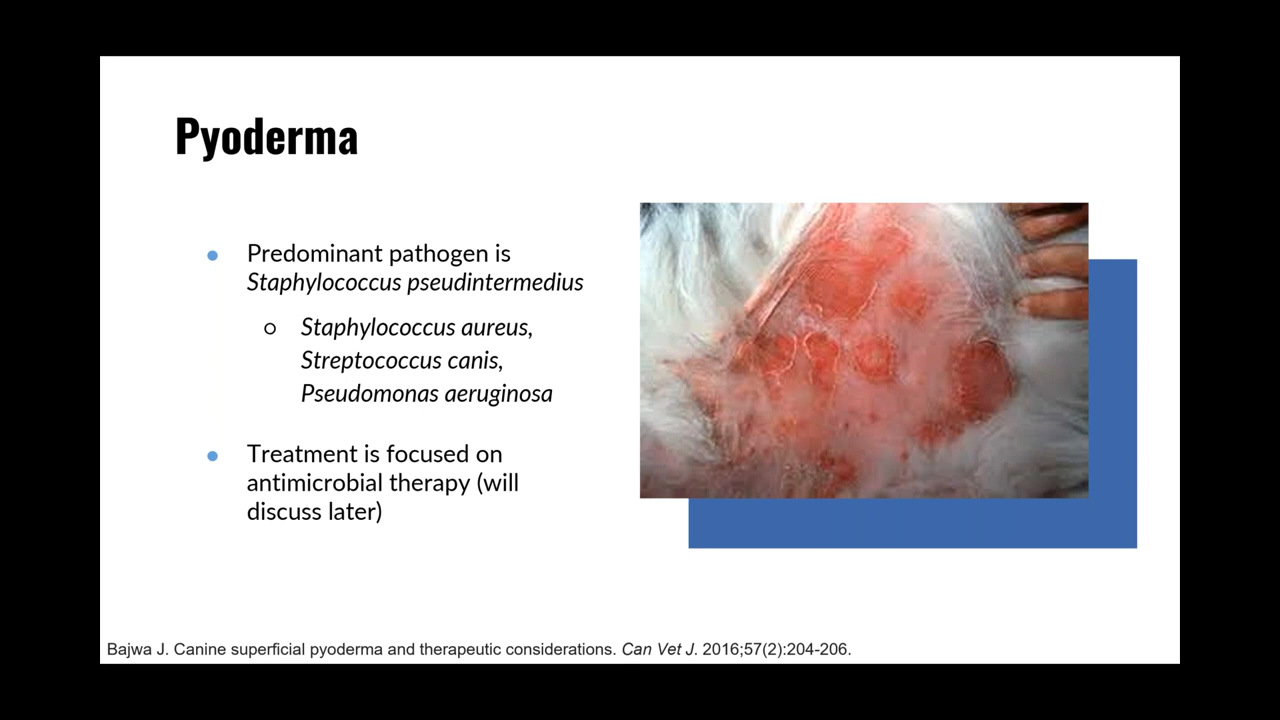 Pyoderma
Predominant pathogen is
Staphylococcus pseudintermedius
Staphylococcus aureus,
Streptococcus canis,
Pseudomonas aeruginosa
Treatment is focused on
antimicrobial therapy (will
discuss later)
Bajwa J. Canine superficial pyoderma and therapeutic considerations. Can Vet J. 2016;57(2):204-206.